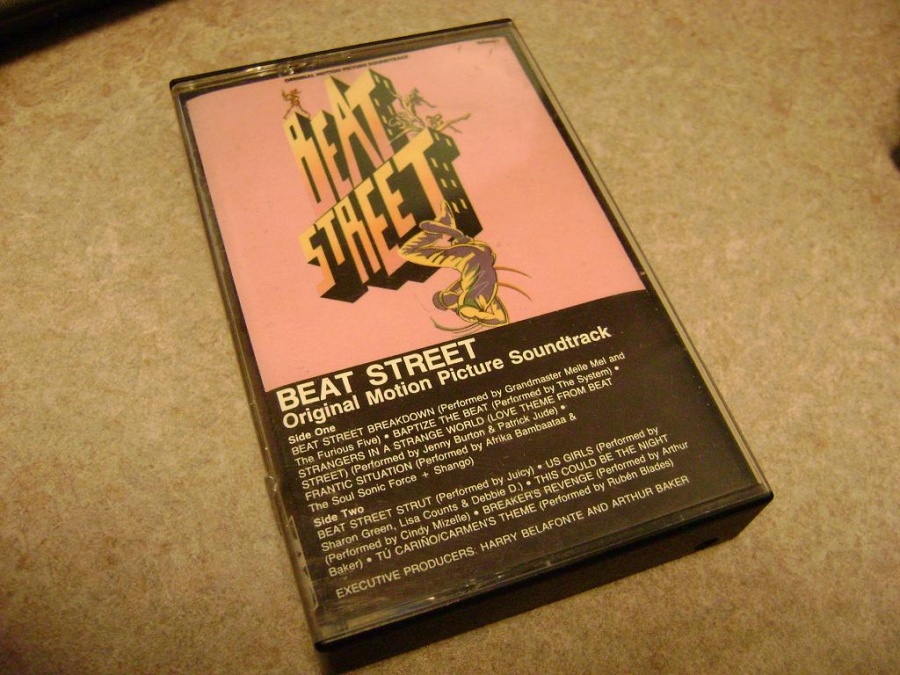 ORIGINAL MOTION PICTURE SOUNDTRACK
BEAT
STREET
BEAT STREET
Original Motion Picture Soundtrack
Side One
BEAT STREET BREAKDOWN (Performed by Grandmaster Melle Mel and
The Furious Five) • BAPTIZE THE BEAT (Performed by The System) •
STRANGERS IN A STRANGE WORLD (LOVE THEME FROM BEAT
STREET) (Performed by Jenny Burton & Patrick Jude) •
FRANTIC SITUATION (Performed by Afrika Bambaataa &
The Soul Sonic Force + Shango)
Side Two
BEAT STREET STRUT (Performed by Juicy) • US GIRLS (Performed by
Sharon Green, Lisa Counts & Debbie D.) • THIS COULD BE THE NIGHT
(Performed by Cindy Mizelle) • BREAKER'S REVENGE (Performed by Arthur
Baker) • TÚ CARIÑO/CARMEN'S THEME (Performed by Rubén Blades)
EXECUTIVE PRODUCERS: HARRY BELAFONTE AND ARTHUR BAKER